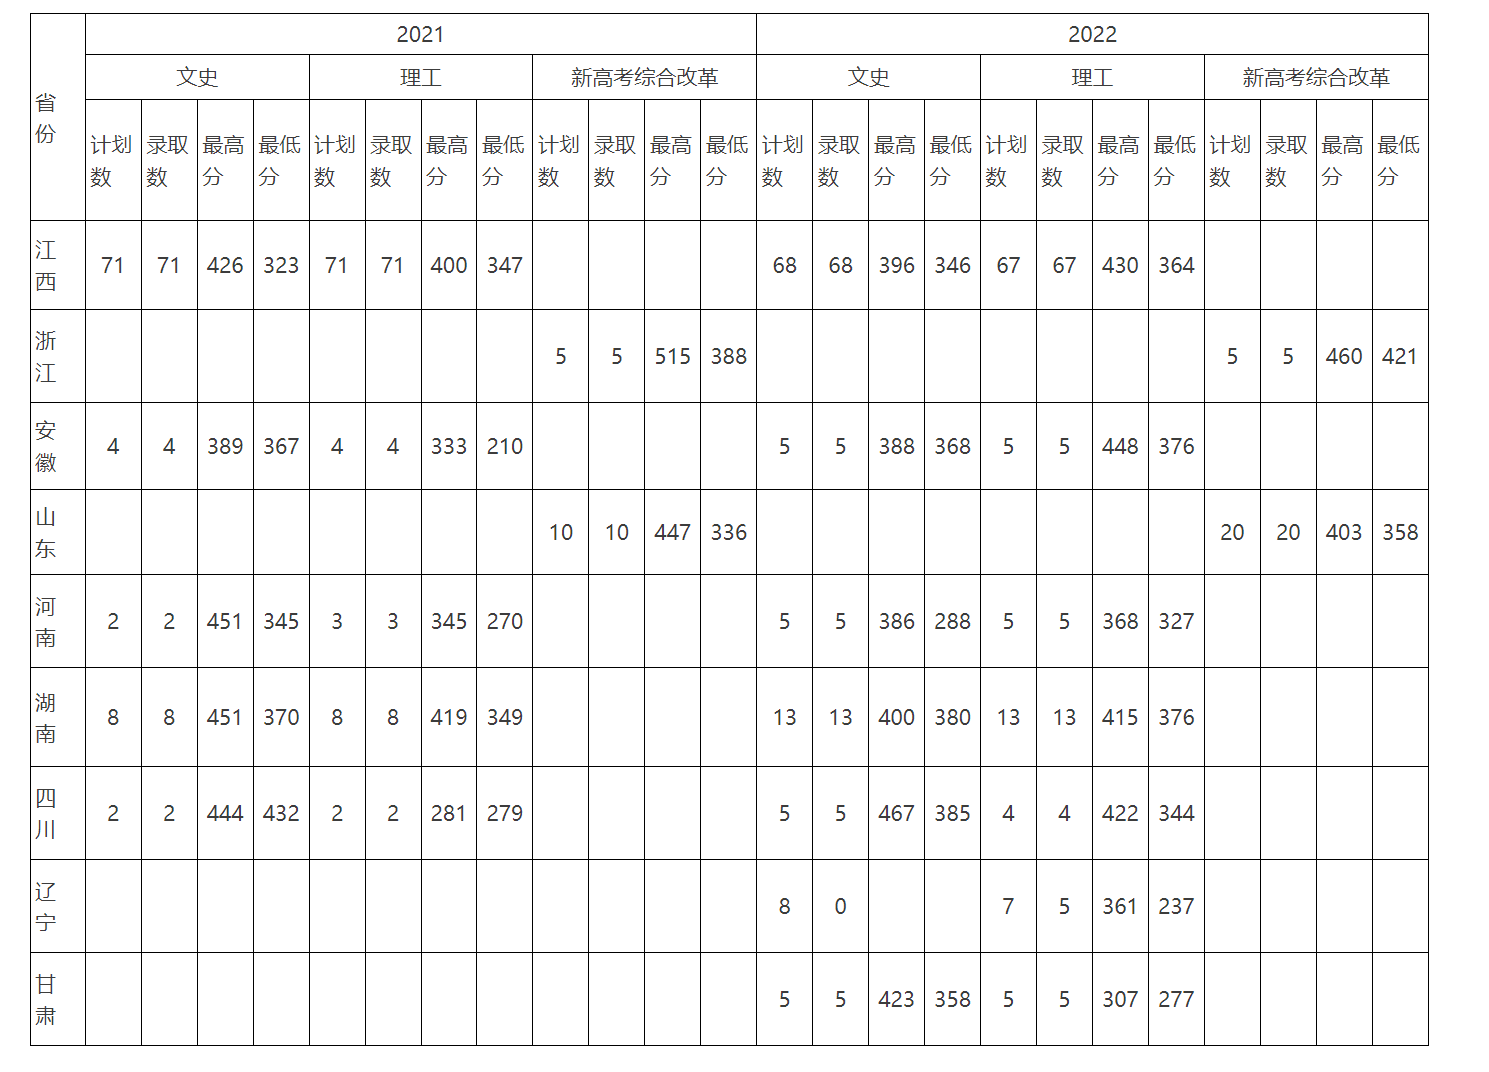 2021 2022
文史 理工 新高考综合改革 文史 理工 新高考综合改革
省份
计划数 录取数 最高分 最低分 计划数 录取数 最高分 最低分 计划数 录取数 最高分 最低分 计划数 录取数 最高分 最低分 计划数 录取数 最高分 最低分 计划数 录取数 最高分 最低分
江西 71 71 426 323 71 71 400 347 68 68 396 346 67 67 430 364
浙江 5 5 515 388 5 5 460 421
安徽 4 4 389 367 4 4 333 210 5 5 388 368 5 5 448 376
山东 10 10 447 336 20 20 403 358
河南 2 2 451 345 3 3 345 270 5 5 386 288 5 5 368 327
湖南 8 8 451 370 8 8 419 349 13 13 400 380 13 13 415 376
四川 2 2 444 432 2 2 281 279 5 5 467 385 4 4 422 344
辽宁 8 0 7 5 361 237
甘肃 5 5 423 358 5 5 307 277